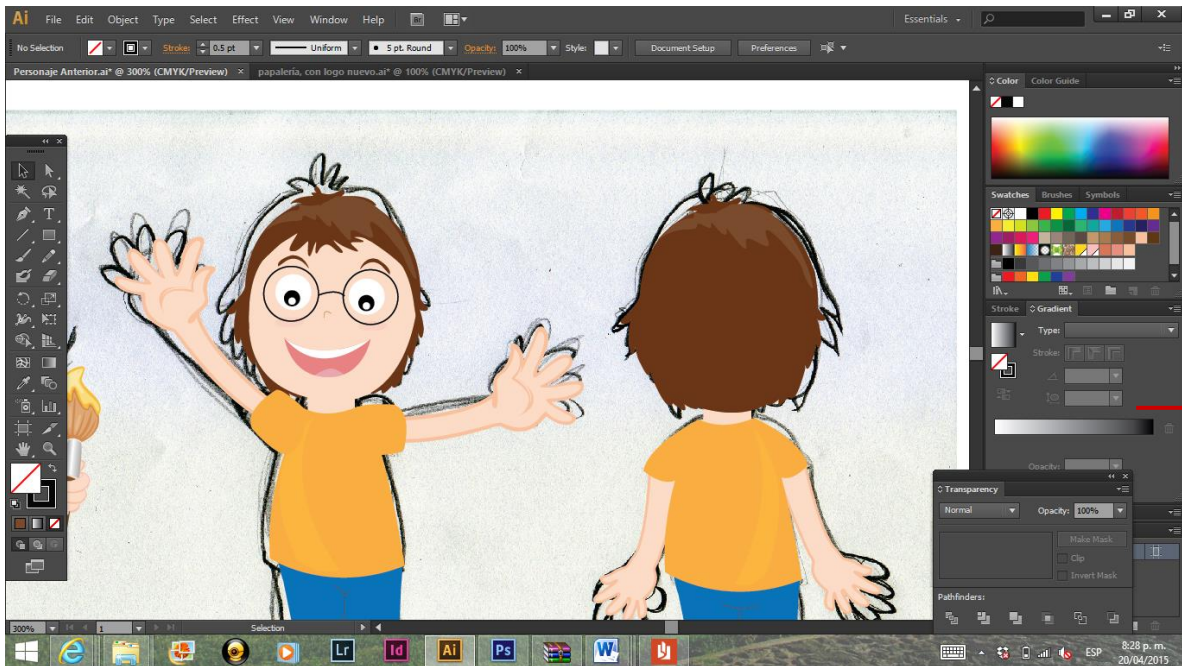 Ai File Edit Object Type Select Effect View Window Help Br Essentials
No Selection Stroke: 0.5 pt Uniform 5 pt. Round Opacity: 100% Style: Document Setup Preferences
Personaje Anterior.ai* @ 300% (CMYK/Preview) × papalería, con logo nuevo.ai* @ 100% (CMYK/Preview) ×
Color Color Guide
Swatches Brushes Symbols
Stroke Gradient
Type:
Stroke:
Opacity:
Transparency
Normal Opacity: 100%
Make Mask
Clip
Invert Mask
Pathfinders:
300% 1 Selection
Lr Id Ai Ps W ESP 8:28 p. m.
20/04/2015